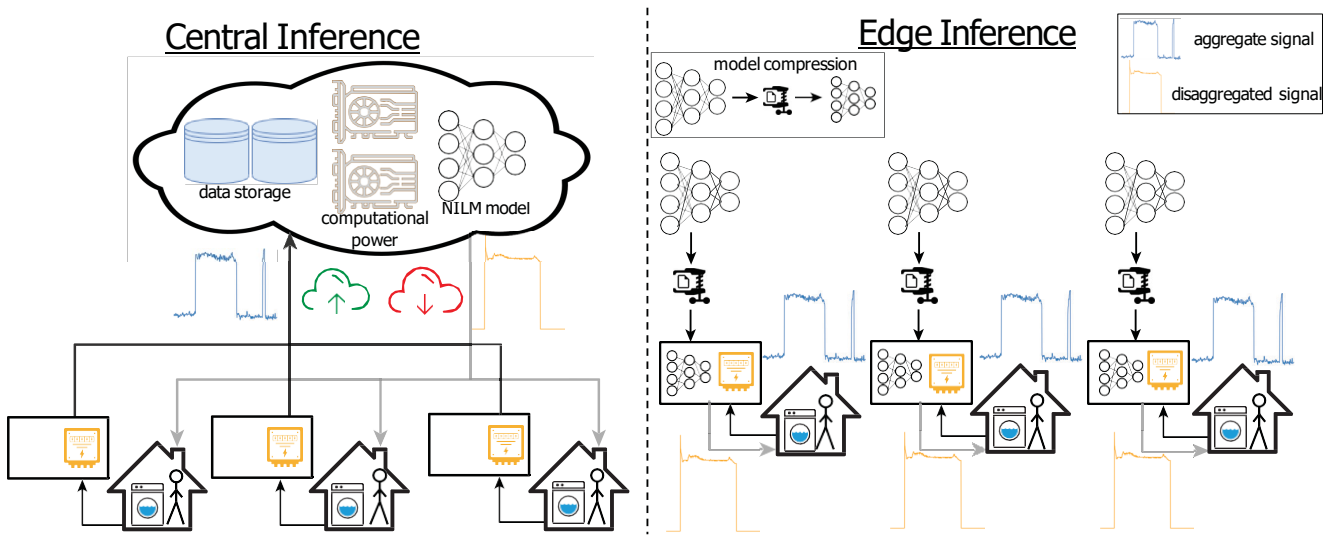 Central Inference
data storage
computational
power
NILM model
Edge Inference
model compression
aggregate signal
disaggregated signal